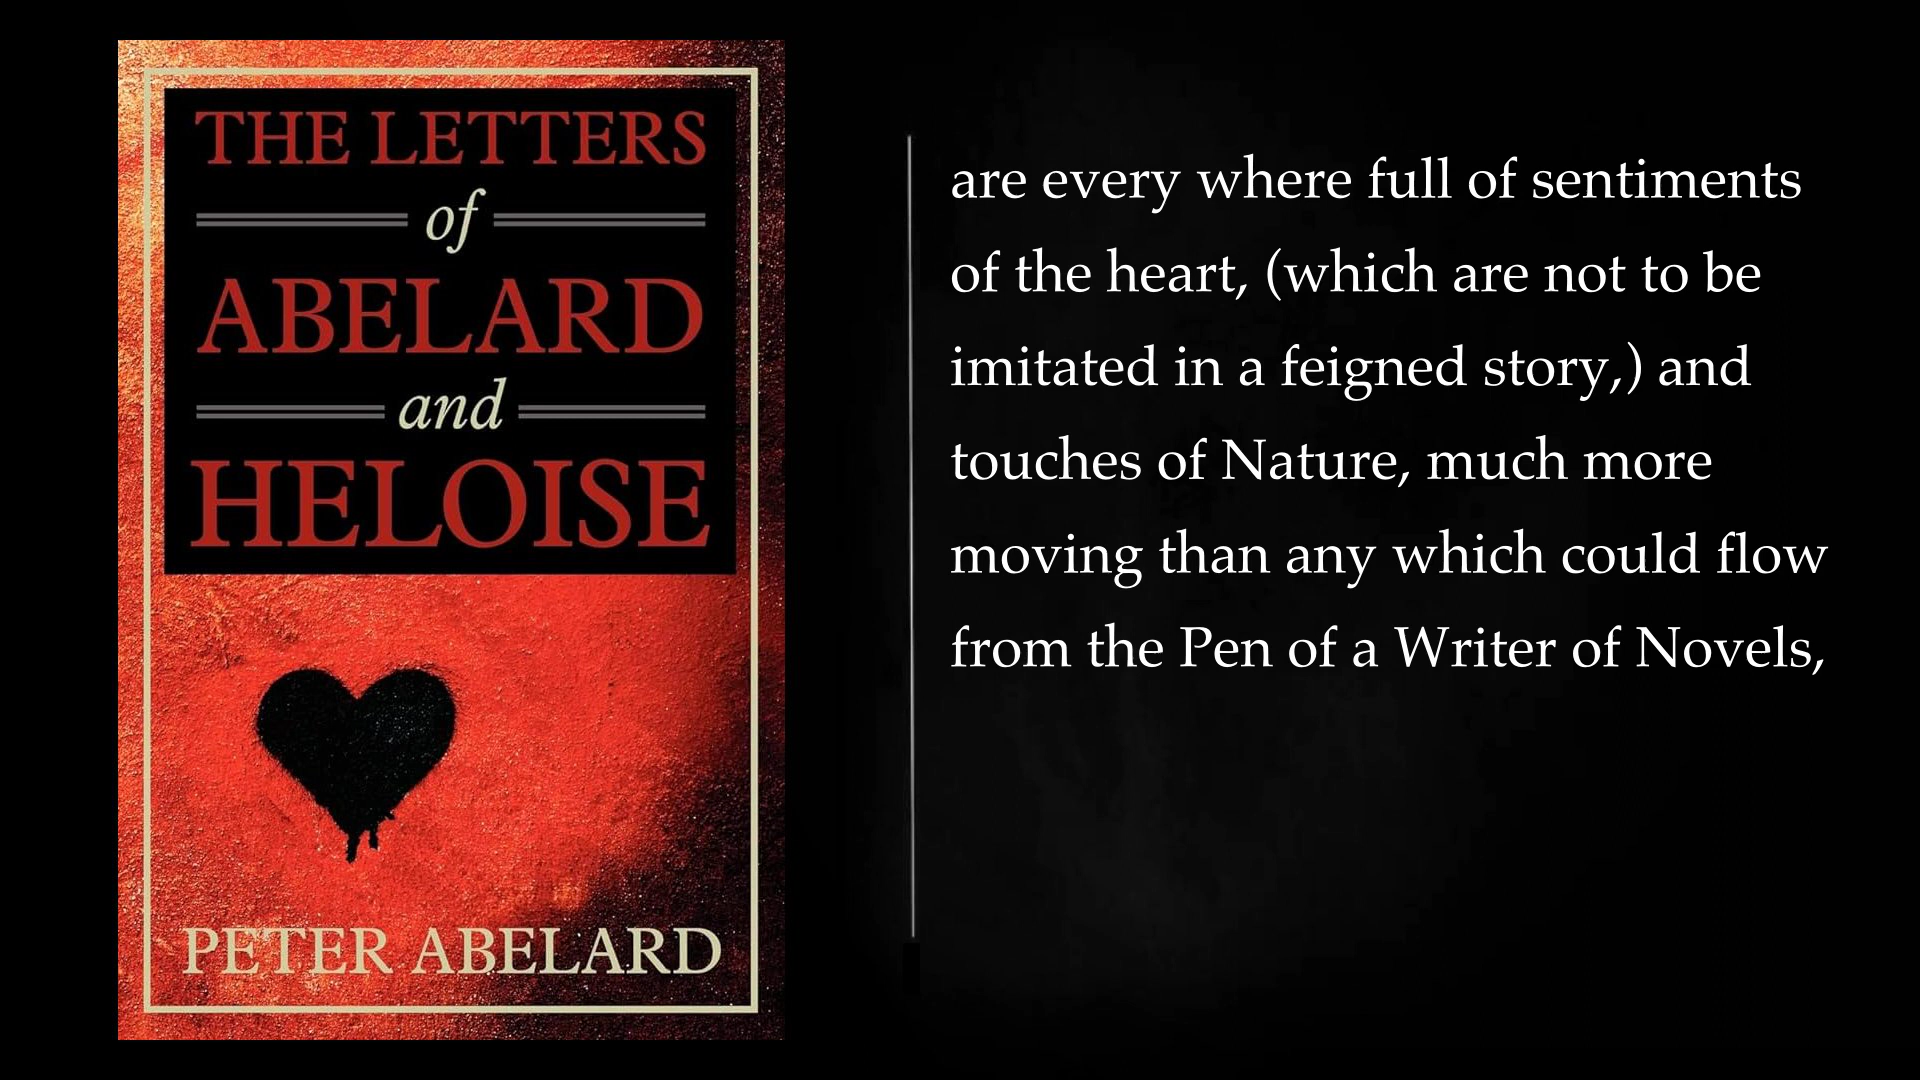 THE LETTERS
of
ABELARD
and
HELOISE
PETER ABELARD
are every where full of sentiments
of the heart, (which are not to be
imitated in a feigned story,) and
touches of Nature, much more
moving than any which could flow
from the Pen of a Writer of Novels,